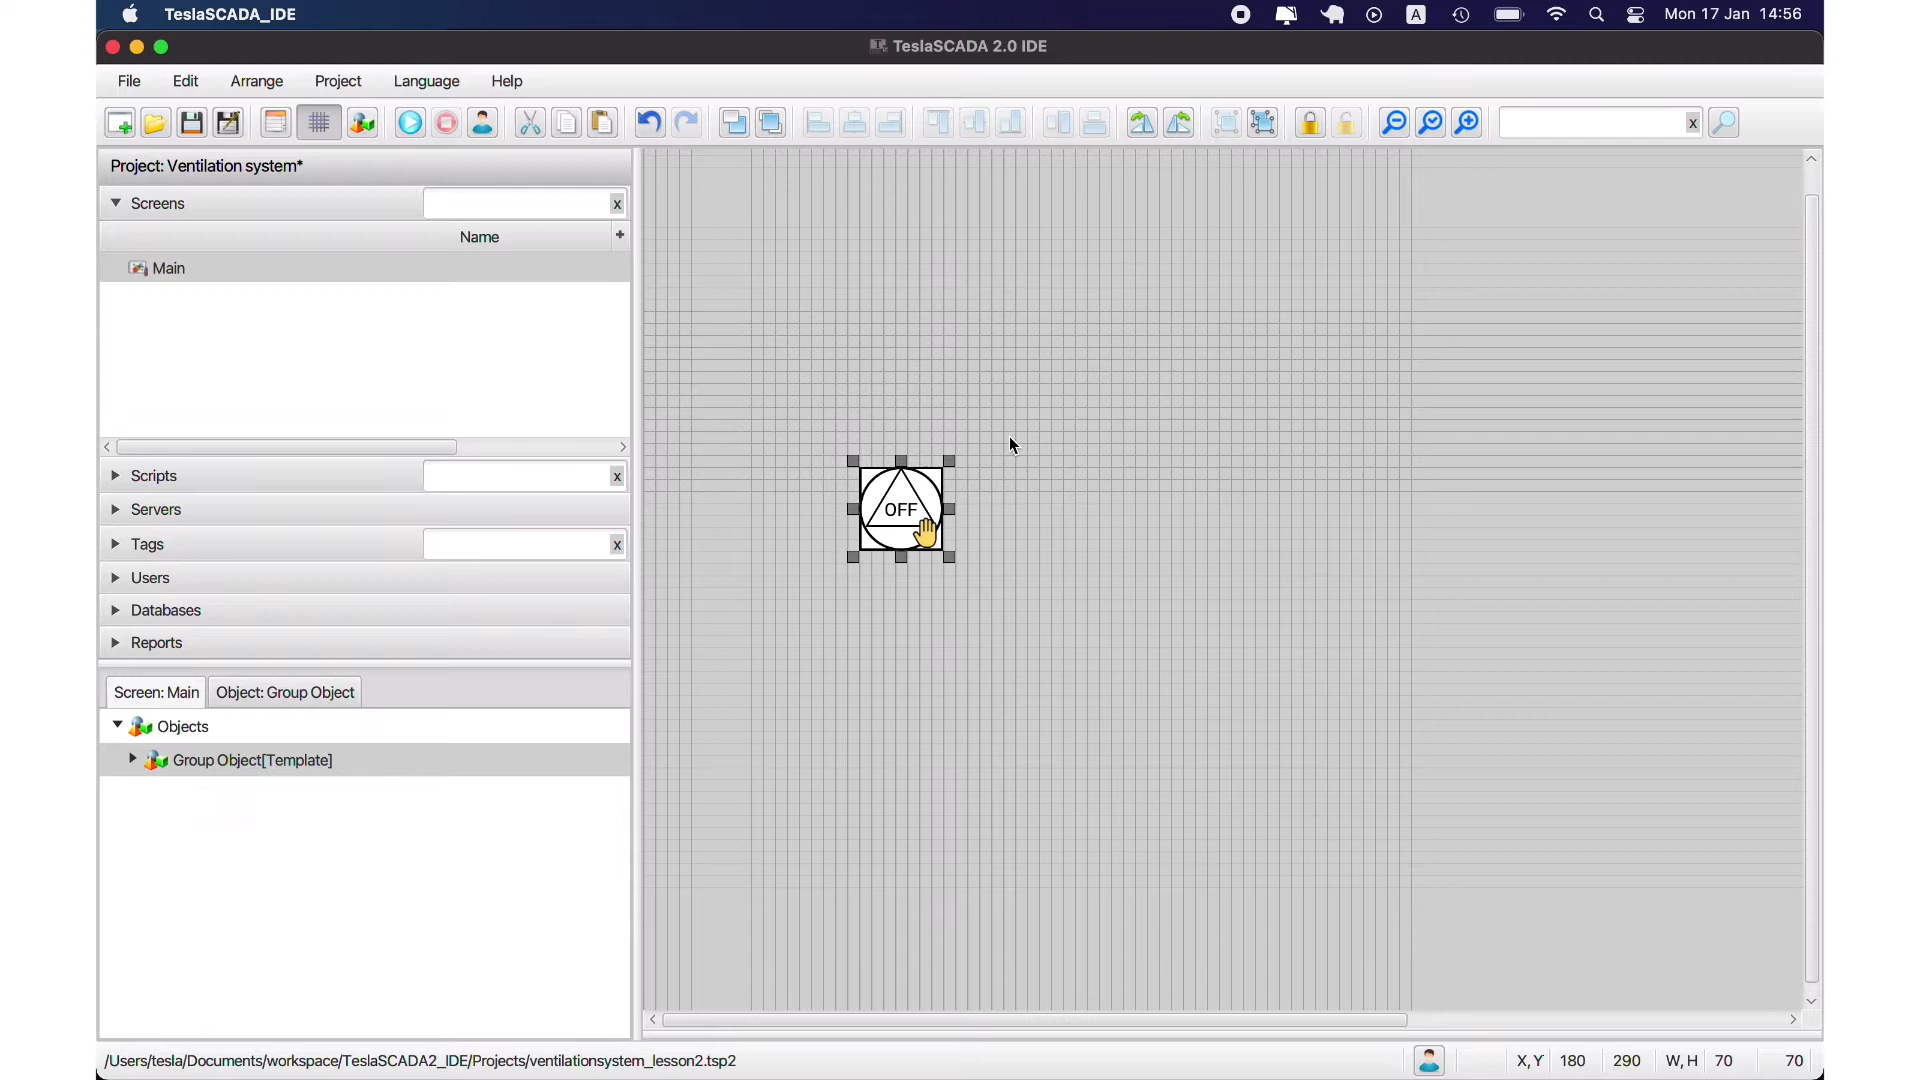 TeslaSCADA_IDE
A
Mon 17 Jan 14:56
TeslaSCADA 2.0 IDE
File Edit Arrange Project Language Help
x
Project: Ventilation system*
Screens
x
Name
+
Main
Scripts
x
Servers
Tags
x
Users
Databases
Reports
Screen: Main
Object: Group Object
Objects
Group Object[Template]
OFF
/Users/tesla/Documents/workspace/TeslaSCADA2_IDE/Projects/ventilationsystem_lesson2.tsp2
X,Y 180 290 W,H 70 70